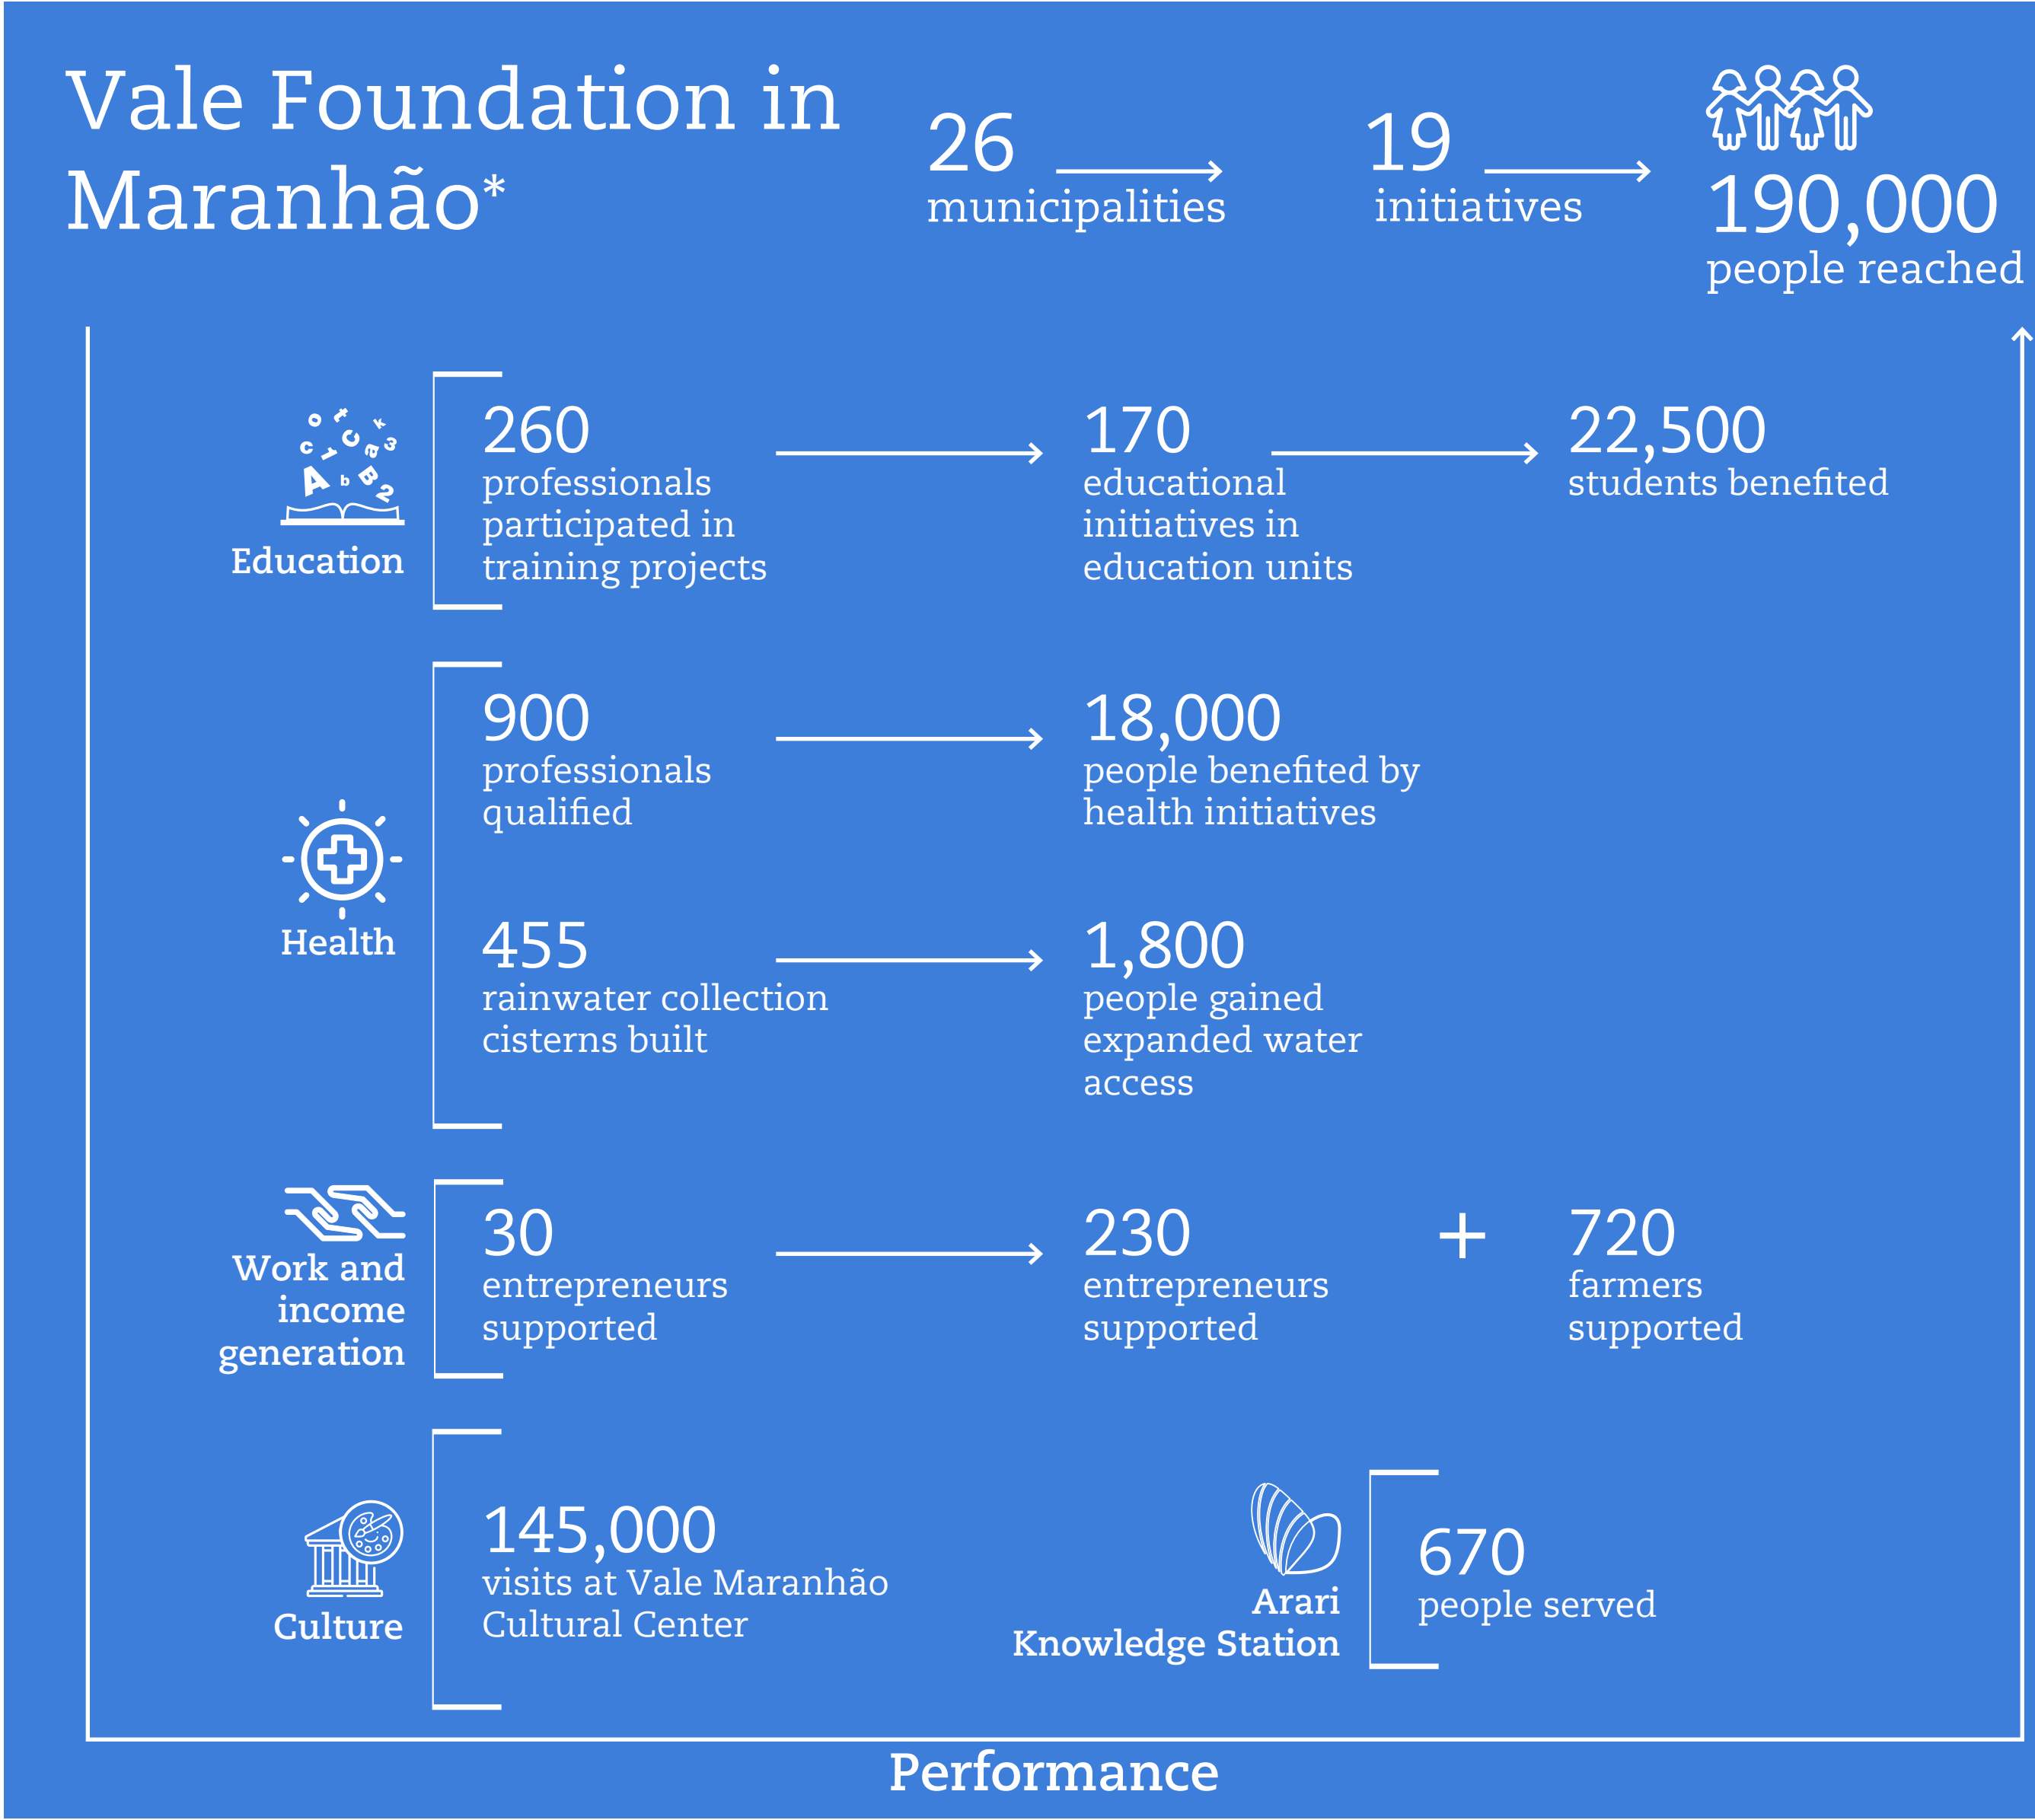 Vale Foundation in
Maranhão*
26
municipalities
19
initiatives
190,000
people reached
Education
260
professionals
participated in
training projects
170
educational
initiatives in
education units
22,500
students benefited
Health
900
professionals
qualified
18,000
people benefited by
health initiatives
455
rainwater collection
cisterns built
1,800
people gained
expanded water
access
Work and
income
generation
30
entrepreneurs
supported
230
entrepreneurs
supported
+
720
farmers
supported
Culture
145,000
visits at Vale Maranhão
Cultural Center
Arari
Knowledge Station
670
people served
Performance